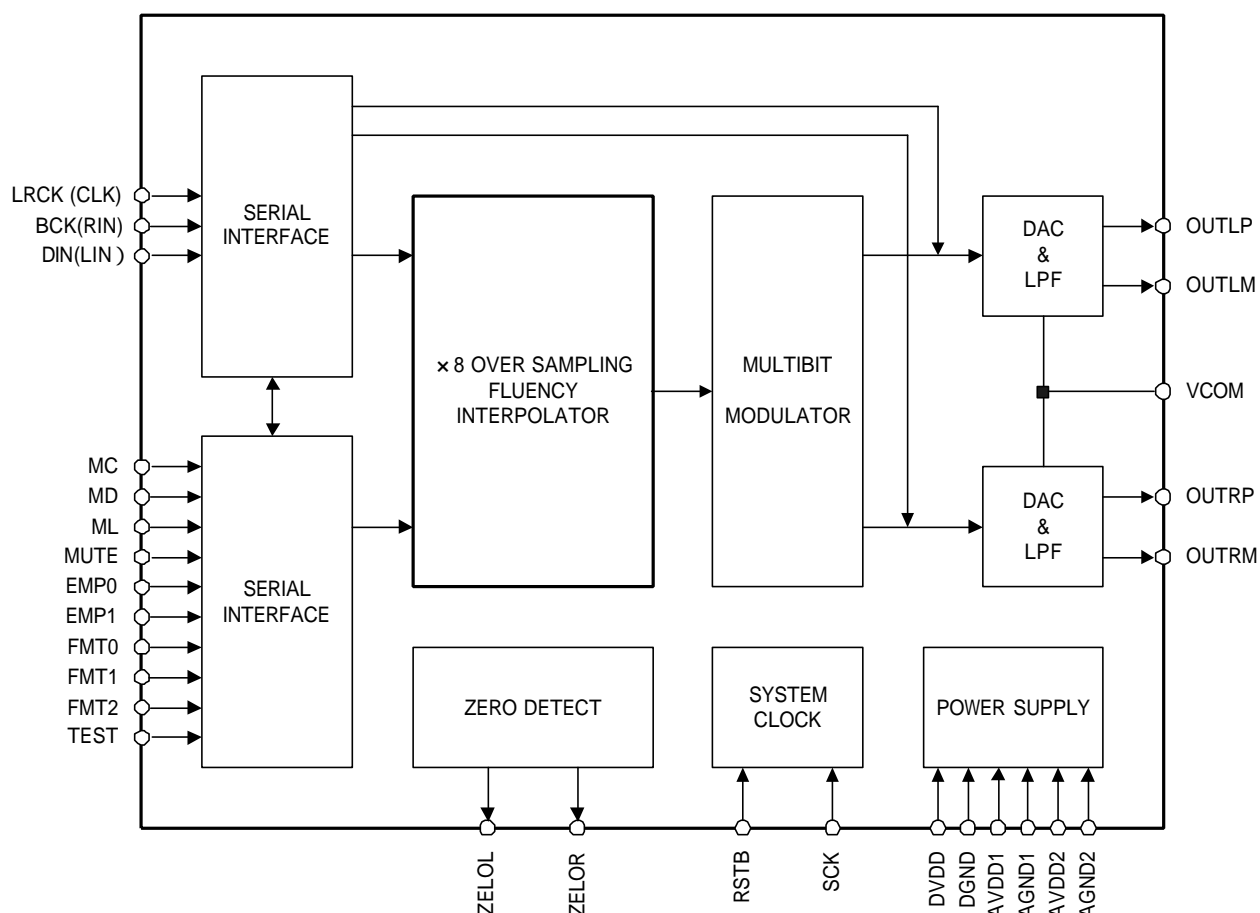 LRCK (CLK)
BCK(RIN)
DIN(LIN )
SERIAL
INTERFACE
× 8 OVER SAMPLING
FLUENCY
INTERPOLATOR
MULTIBIT
MODULATOR
DAC
&
LPF
OUTLP
OUTLM
VCOM
DAC
&
LPF
OUTRP
OUTRM
MC
MD
ML
MUTE
EMP0
EMP1
FMT0
FMT1
FMT2
TEST
SERIAL
INTERFACE
ZERO DETECT
SYSTEM
CLOCK
POWER SUPPLY
ZELOL
ZELOR
RSTB
SCK
DVDD
DGND
AVDD1
AGND1
AVDD2
AGND2